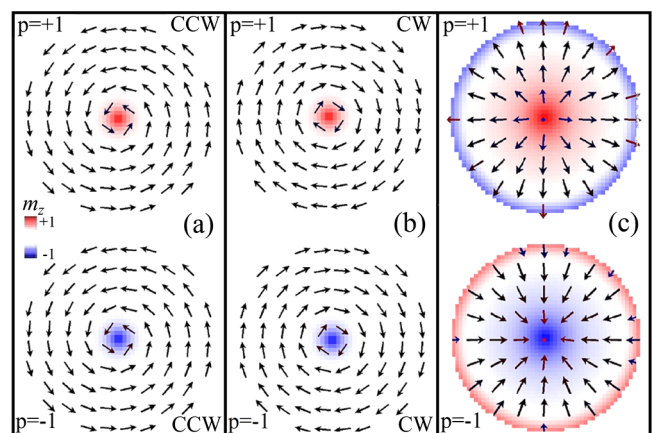 p=+1 CCW
p=+1 CW
p=+1
m_z
+1
-1
(a)
(b)
(c)
p=-1 CCW
p=-1 CW
p=-1